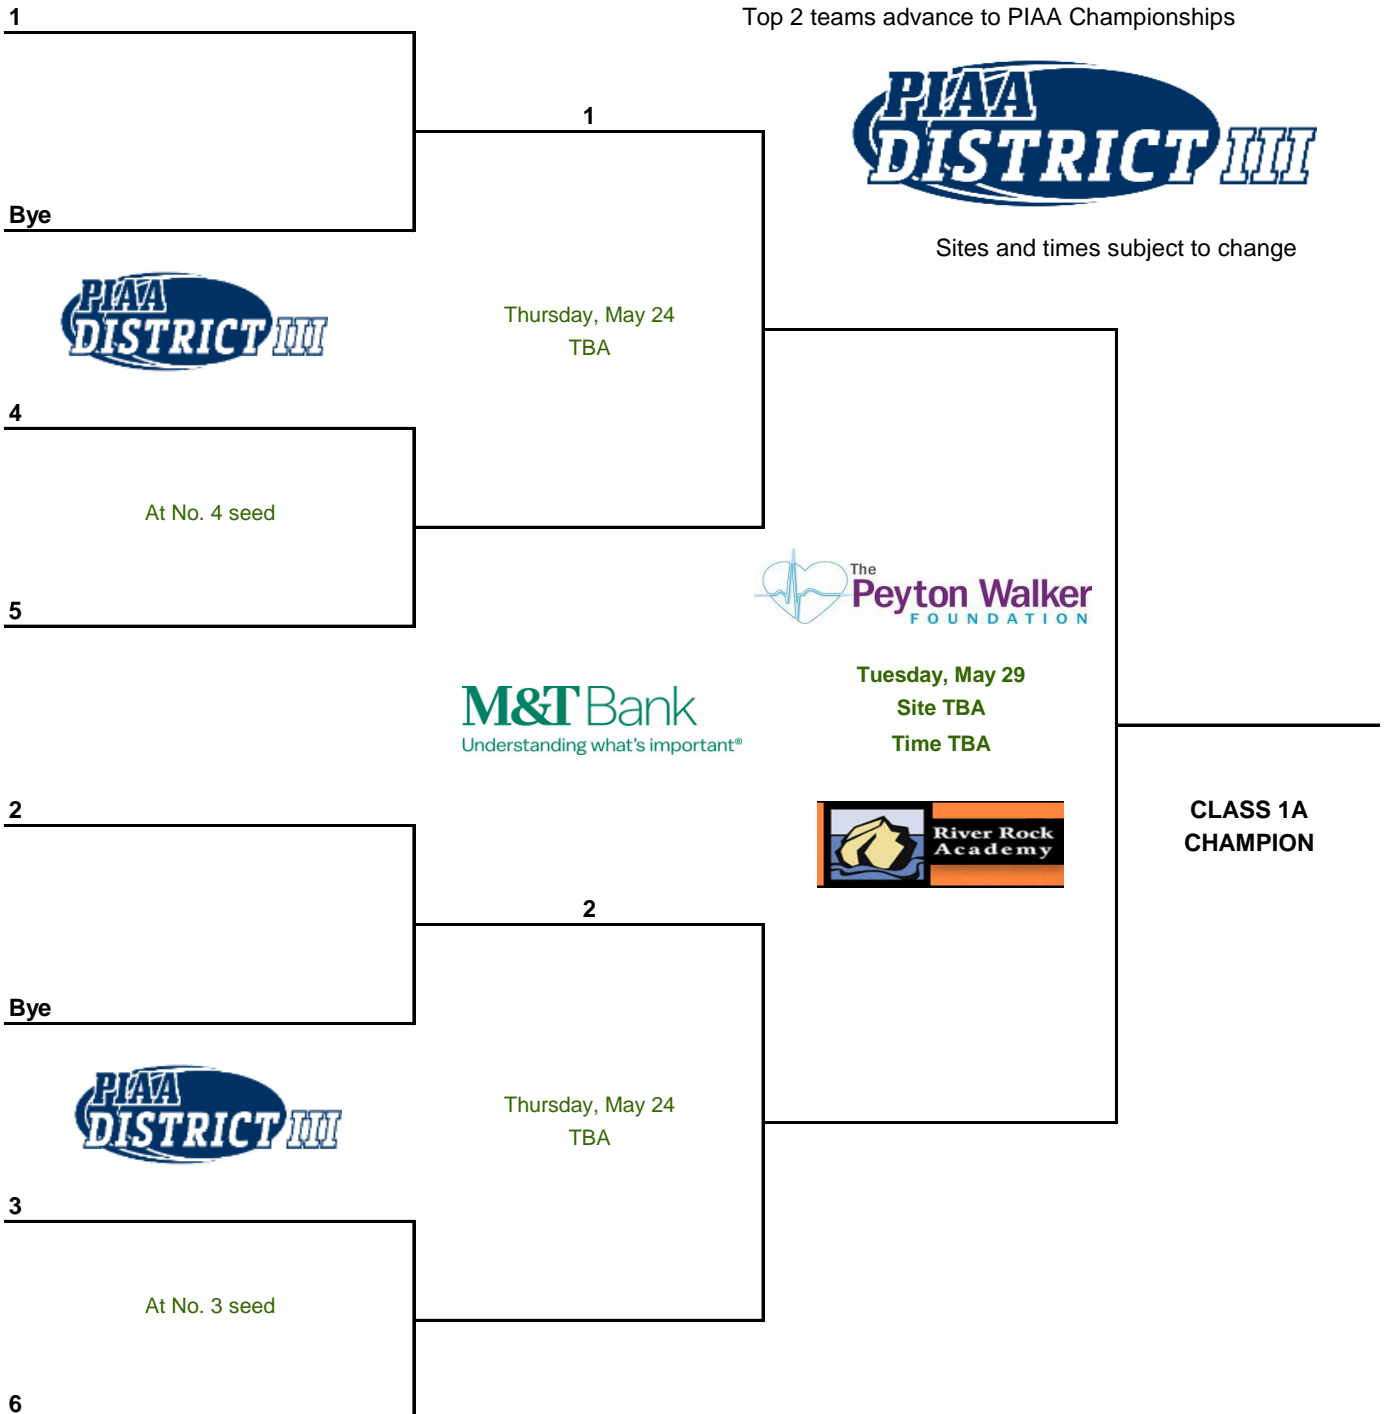 1
Top 2 teams advance to PIAA Championships
PIAA
DISTRICT III
1
Bye
Sites and times subject to change
PIAA
DISTRICT III
Thursday, May 24
TBA
4
At No. 4 seed
5
The
Peyton Walker
FOUNDATION
M&T Bank
Understanding what's important®
Tuesday, May 29
Site TBA
Time TBA
2
River Rock
Academy
CLASS 1A
CHAMPION
2
Bye
PIAA
DISTRICT III
Thursday, May 24
TBA
3
At No. 3 seed
6